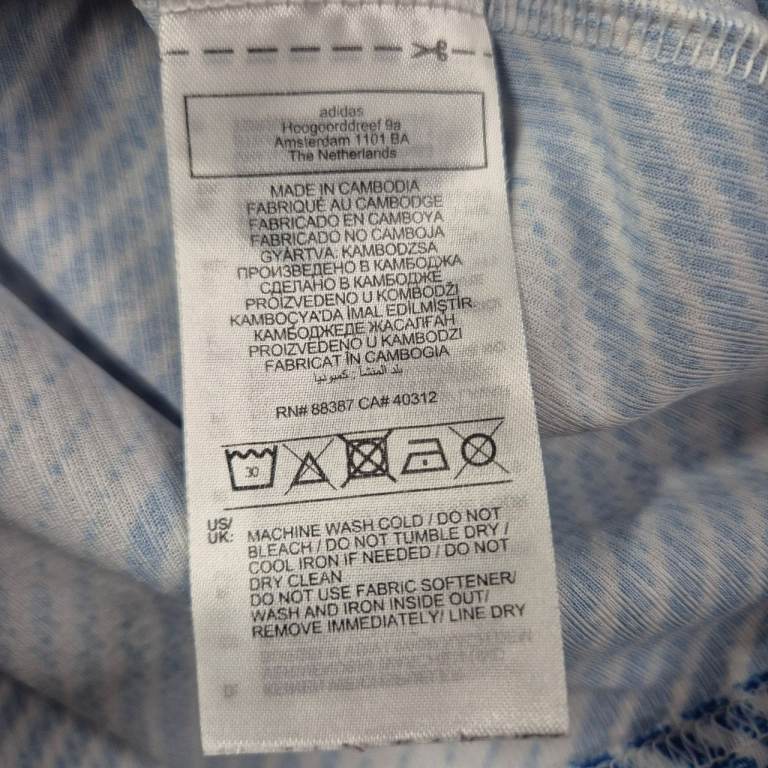 adidas
Hoogoorddreef 9a
Amsterdam 1101 BA
The Netherlands
MADE IN CAMBODIA
FABRIQUÉ AU CAMBODGE
FABRICADO EN CAMBOYA
FABRICADO NO CAMBOJA
GYÁRTVA: KAMBODZSA
ПРОИЗВЕДЕНО В КАМБОДЖА
СДЕЛАНО В КАМБОДЖЕ
PROIZVEDENO U KOMBODŽI
KAMBOÇYA'DA İMAL EDİLMİŞTİR
КАМБОДЖЕДЕ ЖАСАЛҒАН
PROIZVEDENO U KAMBODŽI
FABRICAT ÎN CAMBOGIA
بلد المنشأ : كمبوديا
RN# 88387 CA# 40312
30
US/ UK: MACHINE WASH COLD / DO NOT
BLEACH / DO NOT TUMBLE DRY /
COOL IRON IF NEEDED / DO NOT
DRY CLEAN
DO NOT USE FABRIC SOFTENER/
WASH AND IRON INSIDE OUT/
REMOVE IMMEDIATELY/ LINE DRY